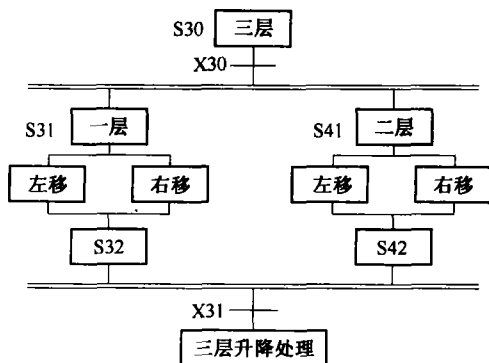 S30 三层
X30
S31 一层
S41 二层
左移 右移 左移 右移
S32 S42
X31
三层升降处理